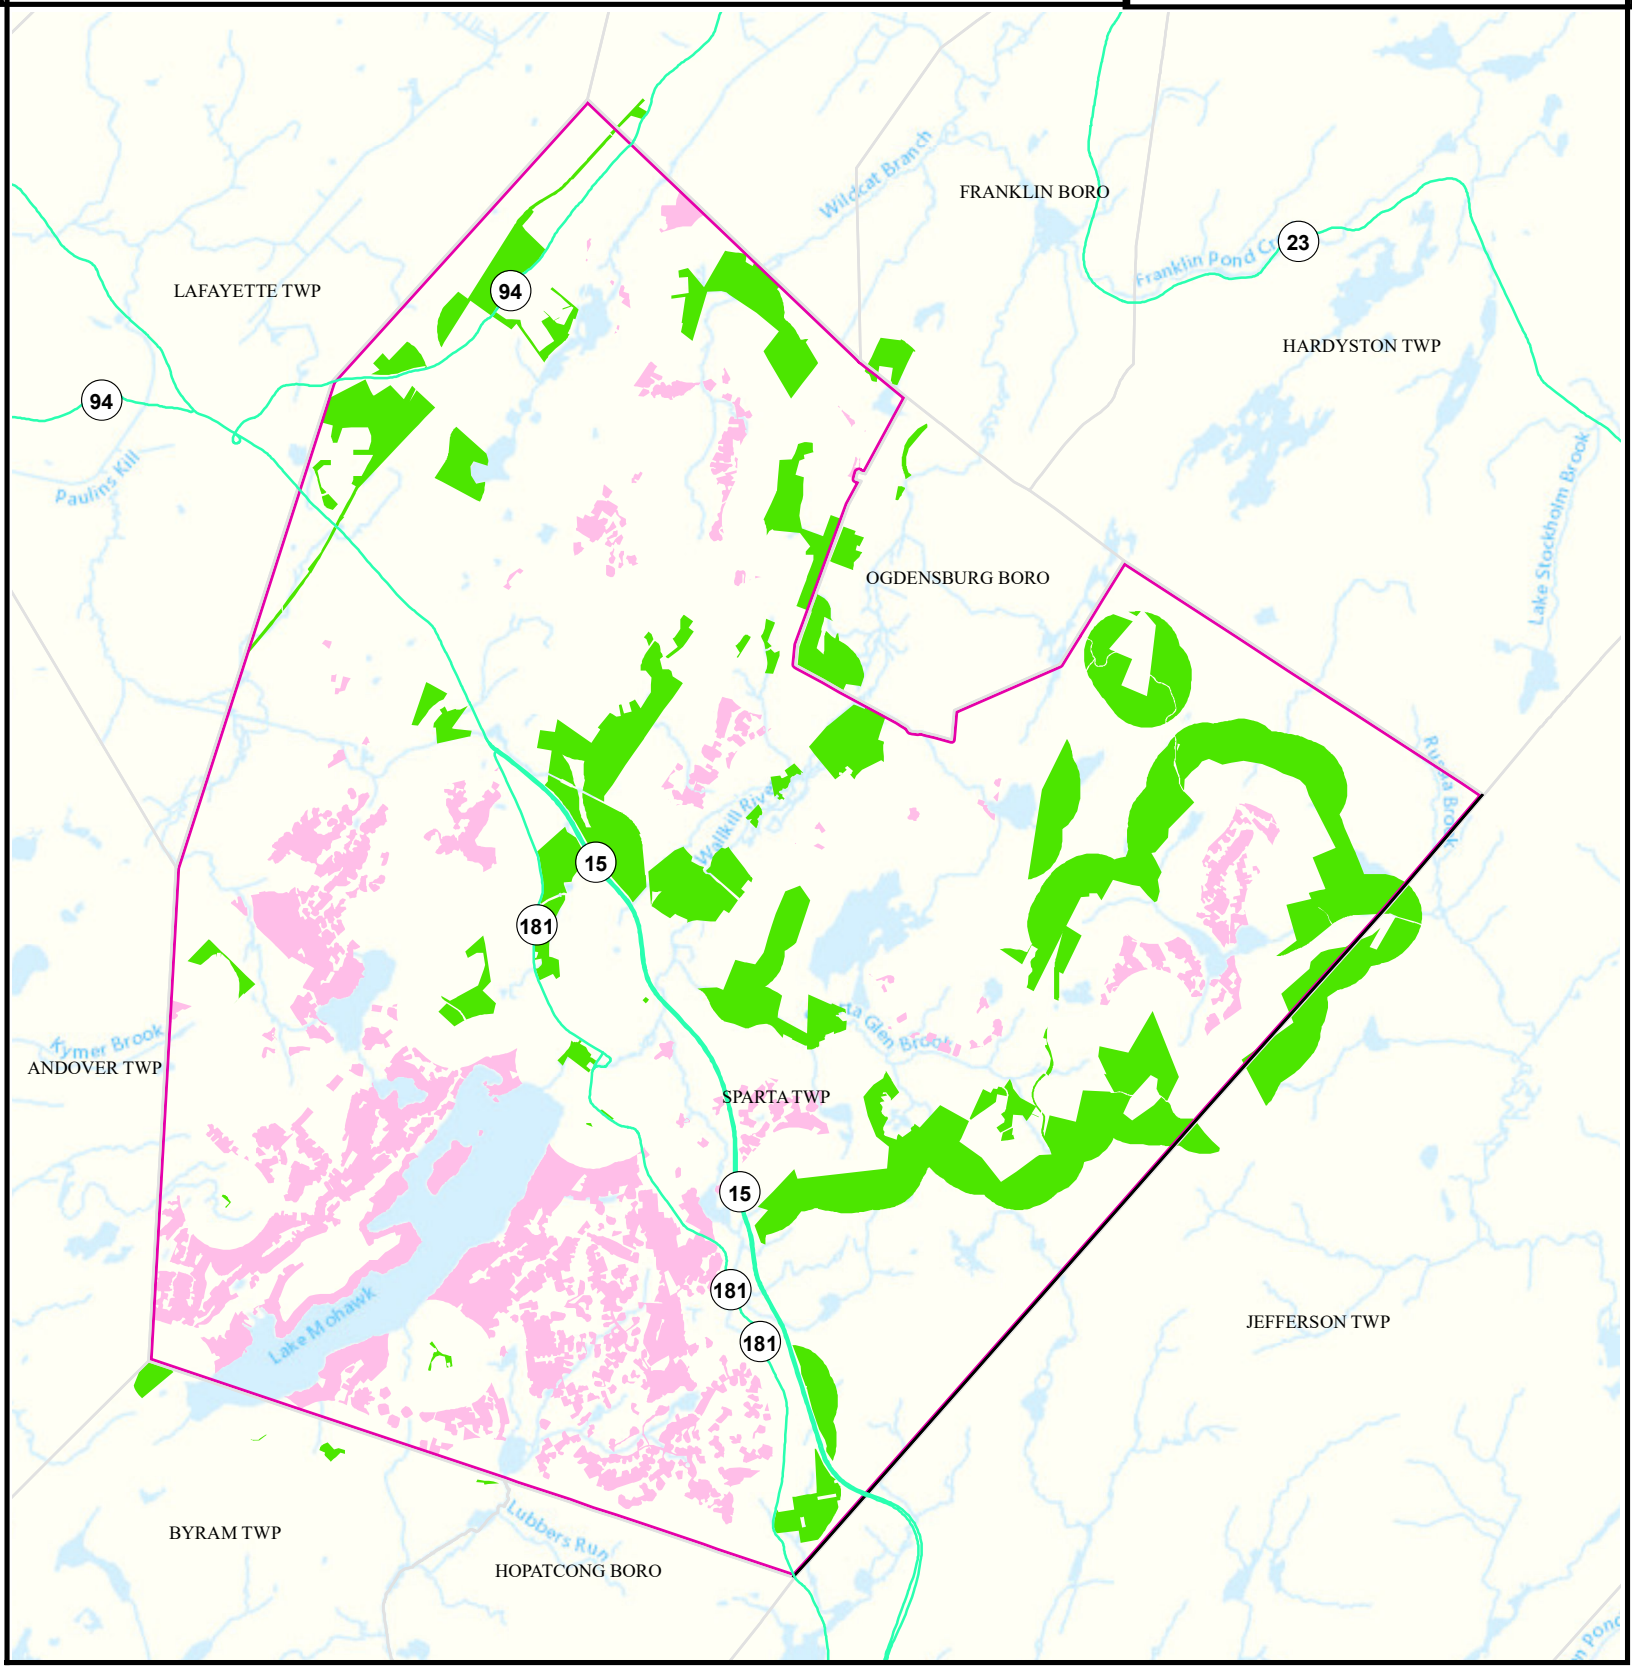 Wildcat Branch
FRANKLIN BORO
23
Franklin Pond
LAFAYETTE TWP
94
HARDYSTON TWP
94
Paulins Kill
Lake Stockholm Brook
OGDENSBURG BORO
Wallkill River
15
181
Glen Brook
Kymer Brook
ANDOVER TWP
SPARTA TWP
15
181
Lake Mohawk
181
JEFFERSON TWP
Lubbers Run
BYRAM TWP
HOPATCONG BORO